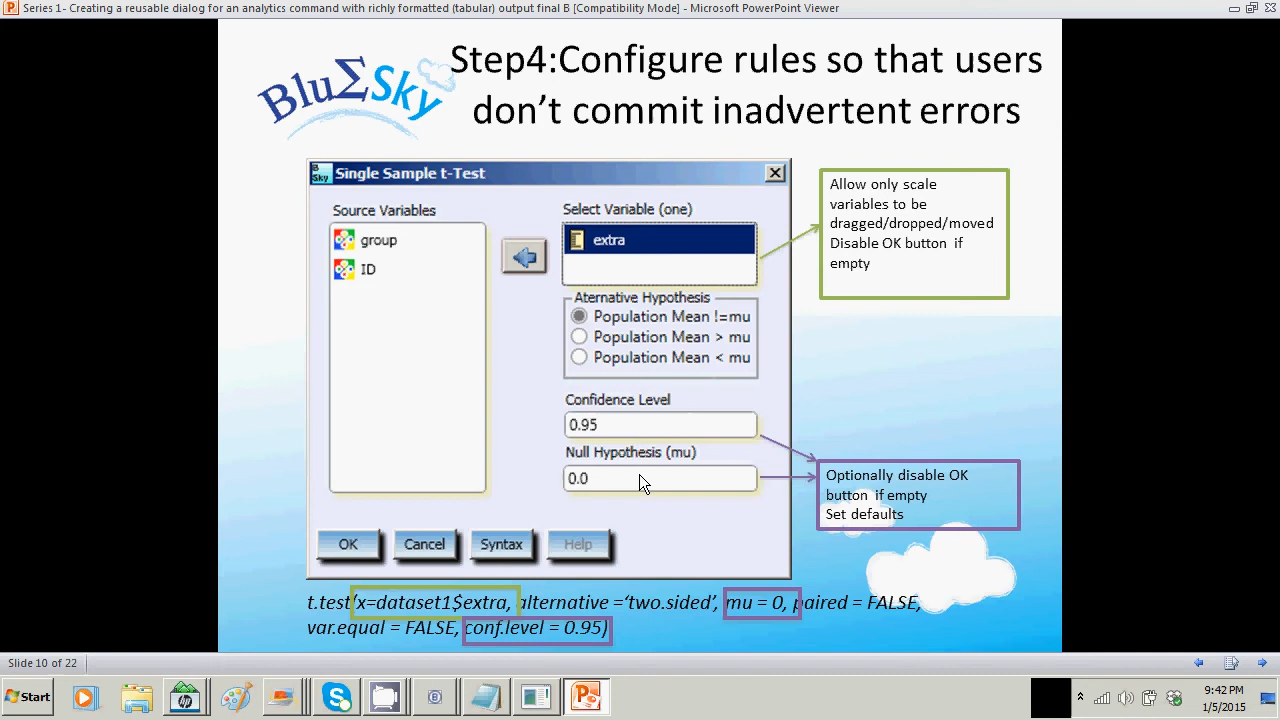 Series 1- Creating a reusable dialog for an analytics command with richly formatted (tabular) output final B [Compatibility Mode] - Microsoft PowerPoint Viewer
BluΣSky
Step4:Configure rules so that users
don't commit inadvertent errors
B
Sky
Single Sample t-Test
Source Variables
group
ID
Select Variable (one)
extra
Aternative Hypothesis
Population Mean !=mu
Population Mean > mu
Population Mean < mu
Confidence Level
0.95
Null Hypothesis (mu)
0.0
OK Cancel Syntax Help
Allow only scale
variables to be
dragged/dropped/moved
Disable OK button if
empty
Optionally disable OK
button if empty
Set defaults
t.test(x=dataset1$extra, alternative =‘two.sided’, mu = 0, paired = FALSE,
var.equal = FALSE, conf.level = 0.95)
Slide 10 of 22
Start
9:42 PM
1/5/2015